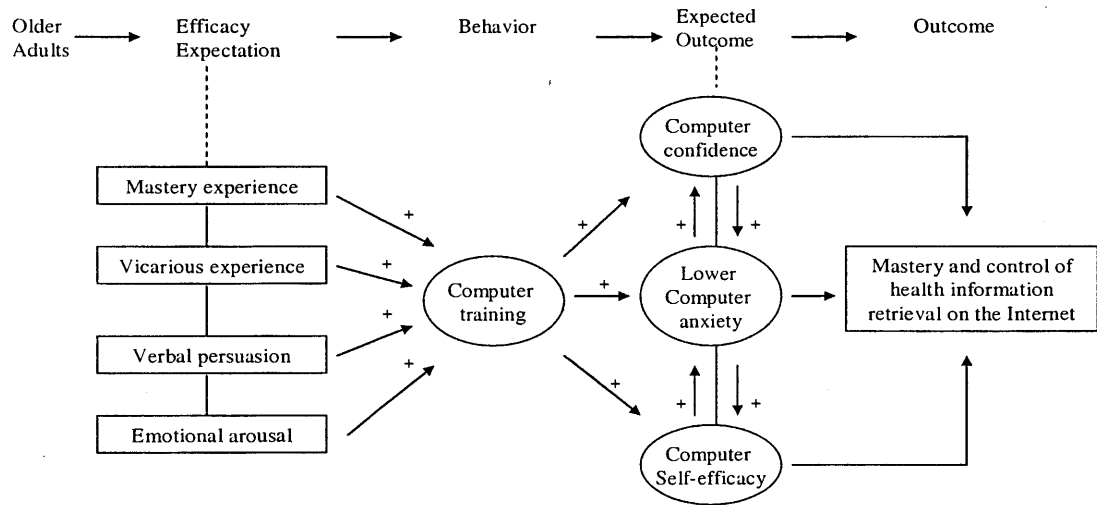 Older
Adults
Efficacy
Expectation
Behavior
Expected
Outcome
Outcome
Mastery experience
Vicarious experience
Verbal persuasion
Emotional arousal
+
+
+
+
Computer
training
+
+
+
Computer
confidence
+
+
Lower
Computer
anxiety
+
+
Computer
Self-efficacy
Mastery and control of
health information
retrieval on the Internet